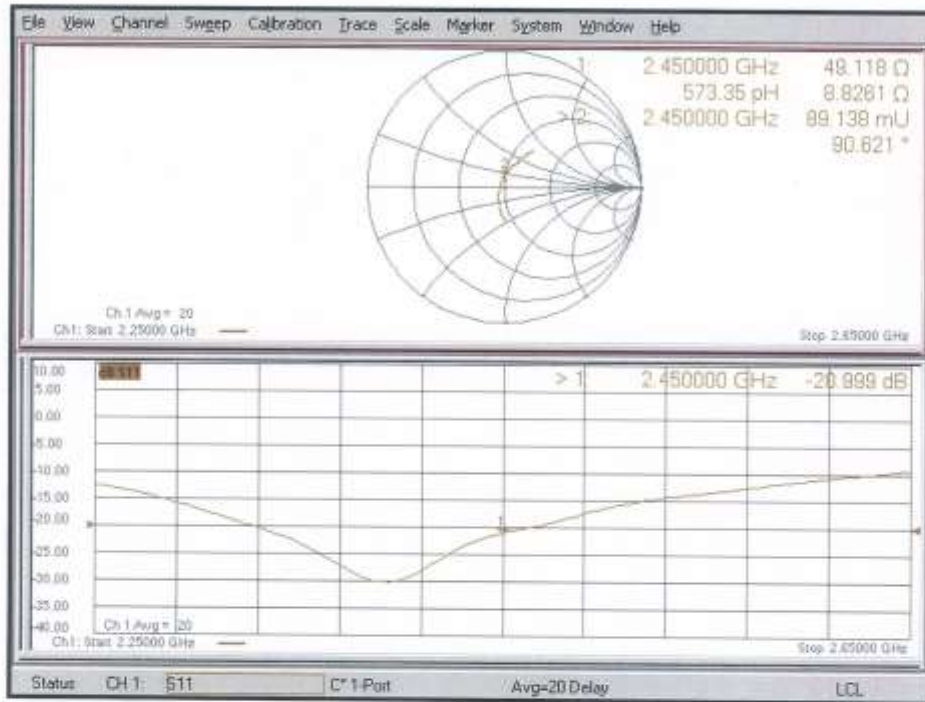 File View Channel Sweep Calibration Trace Scale Marker System Window Help
1: 2.450000 GHz 49.118 Ω
573.35 pH 8.8261 Ω
> 2: 2.450000 GHz 89.138 mU
90.621 °
Ch 1 Avg = 20
Ch1: Start 2.25000 GHz
Stop 2.65000 GHz
10.00
> 1: 2.450000 GHz -20.999 dB
5.00
0.00
-5.00
-10.00
-15.00
-20.00
1
-25.00
-30.00
-35.00
-40.00
Ch 1 Avg = 20
Ch1: Start 2.25000 GHz
Stop 2.65000 GHz
Status CH 1: S11 C* 1-Port Avg=20 Delay LCL